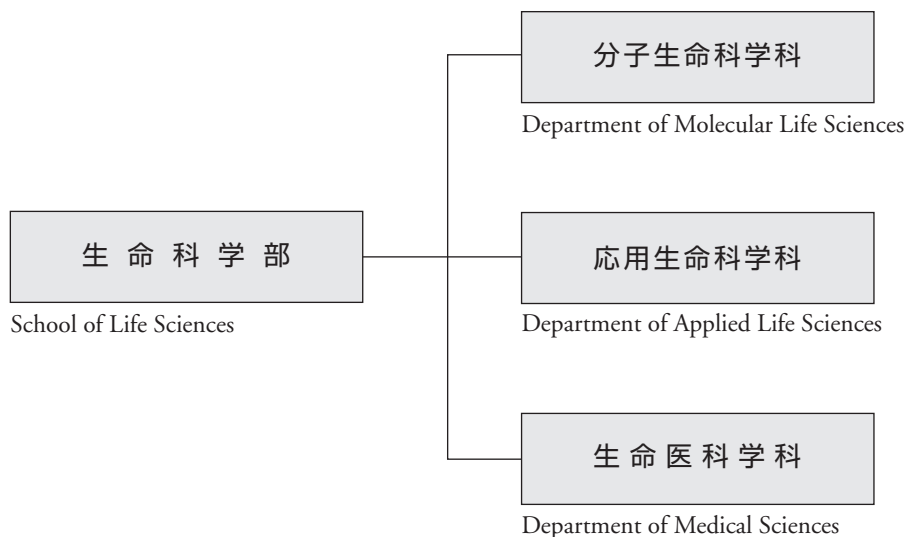 分子生命科学科
Department of Molecular Life Sciences
生命科学部
School of Life Sciences
応用生命科学科
Department of Applied Life Sciences
生命医科学科
Department of Medical Sciences